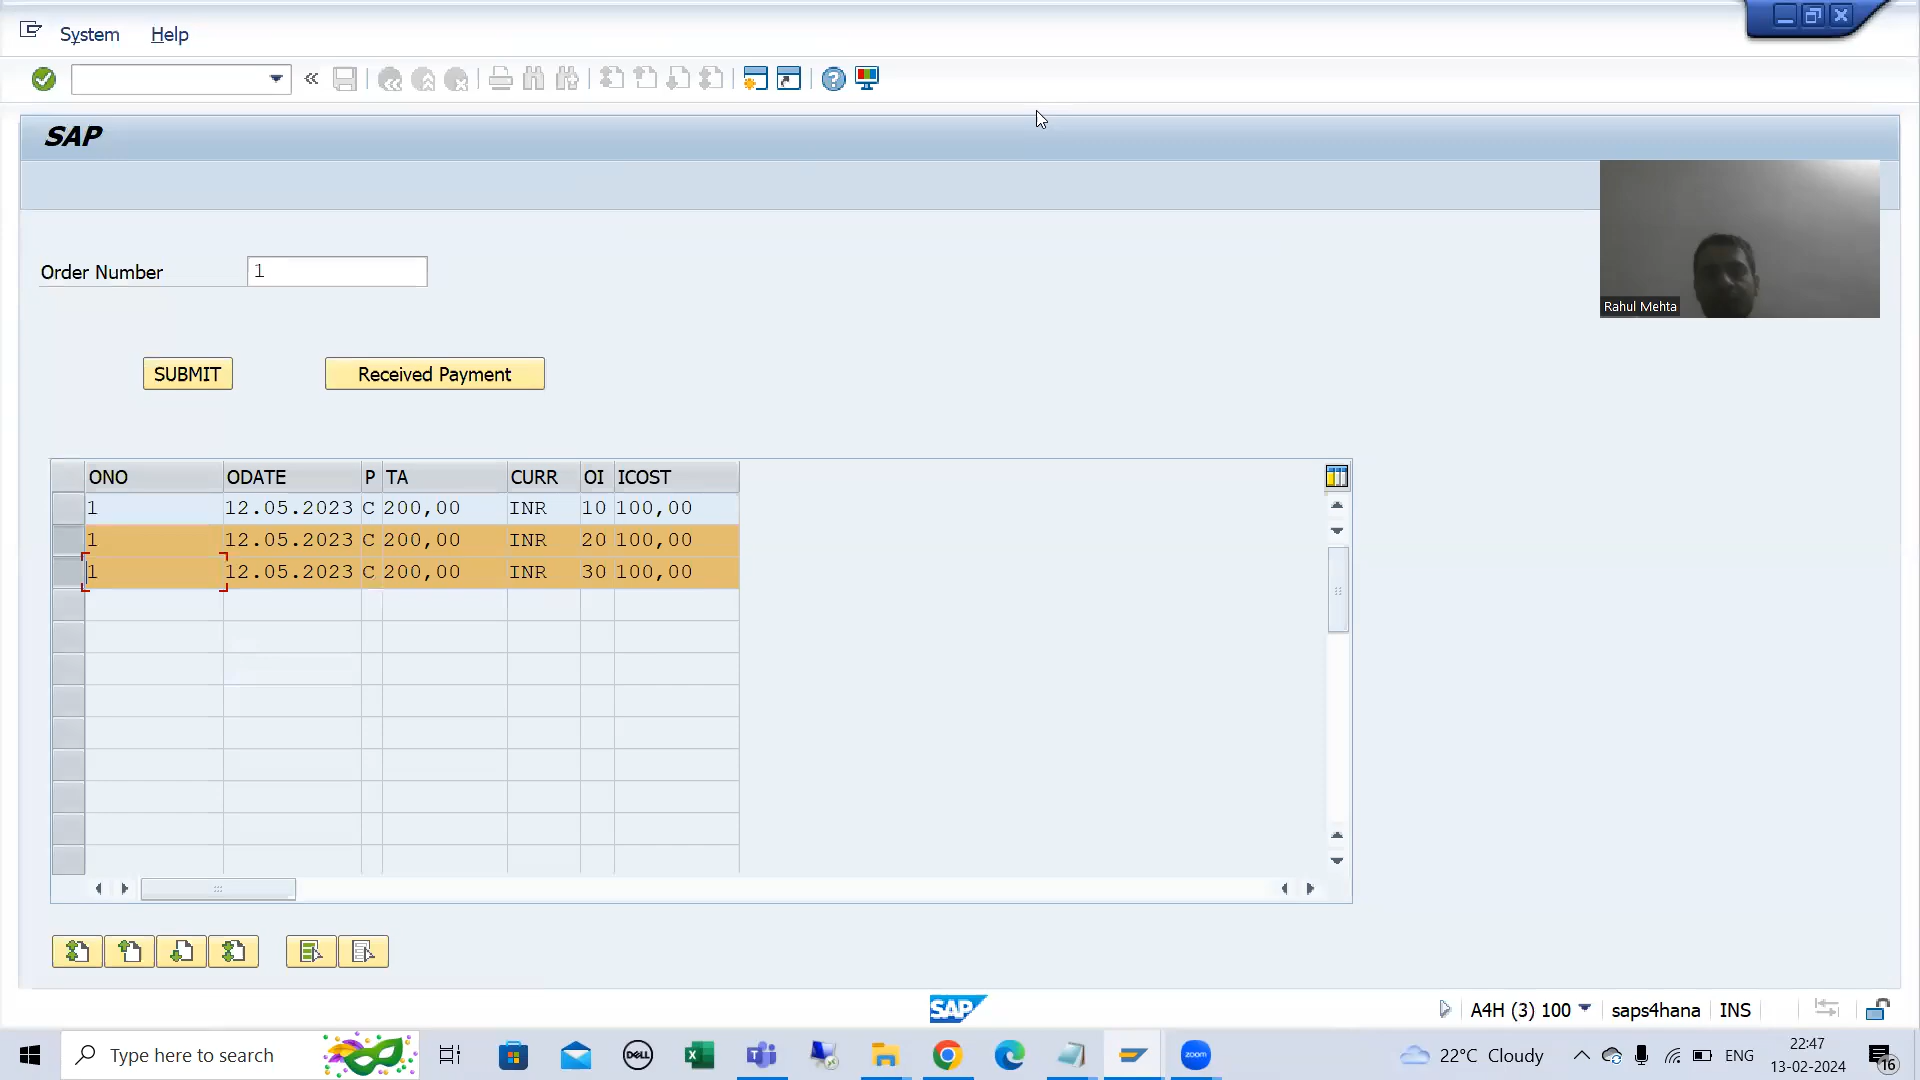 System Help
SAP
Rahul Mehta
Order Number 1
SUBMIT Received Payment
ONO ODATE P TA CURR OI ICOST
1 12.05.2023 C 200,00 INR 10 100,00
1 12.05.2023 C 200,00 INR 20 100,00
1 12.05.2023 C 200,00 INR 30 100,00
SAP
A4H (3) 100 saps4hana INS
Type here to search
DELL
zoom
22°C Cloudy
ENG
22:47
13-02-2024
16